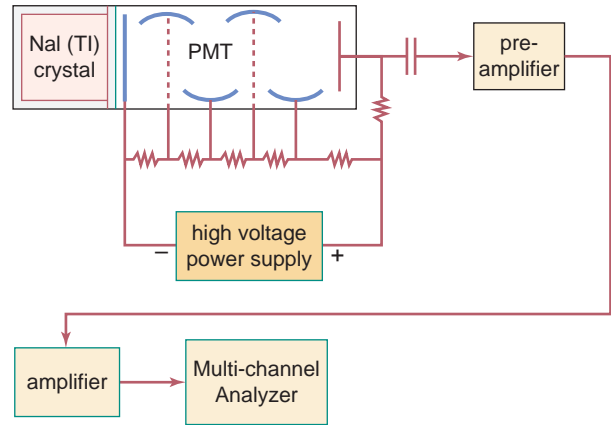 NaI (TI)
crystal
PMT
pre-
amplifier
high voltage
power supply
–
+
amplifier
Multi-channel
Analyzer